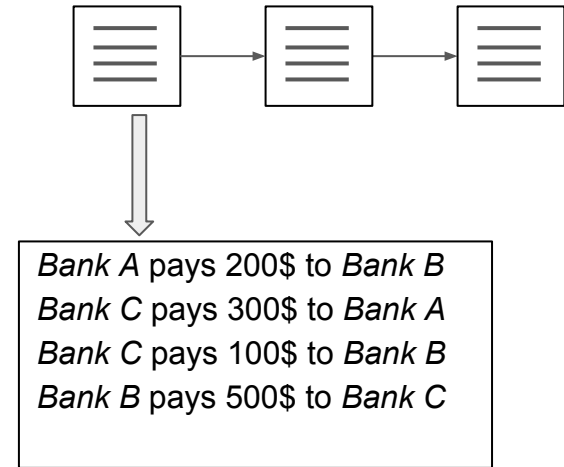 Bank A pays 200$ to Bank B
Bank C pays 300$ to Bank A
Bank C pays 100$ to Bank B
Bank B pays 500$ to Bank C